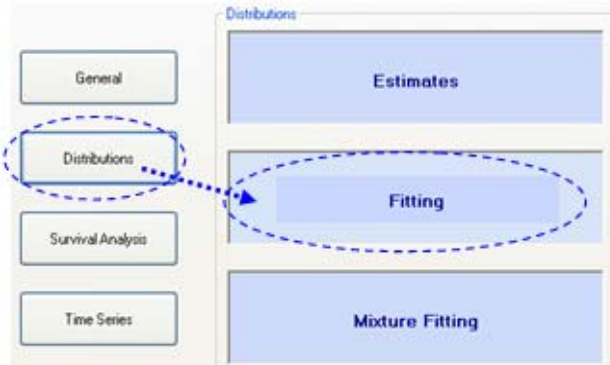 Distributions
General
Estimates
Distributions
Fitting
Survival Analysis
Time Series
Mixture Fitting